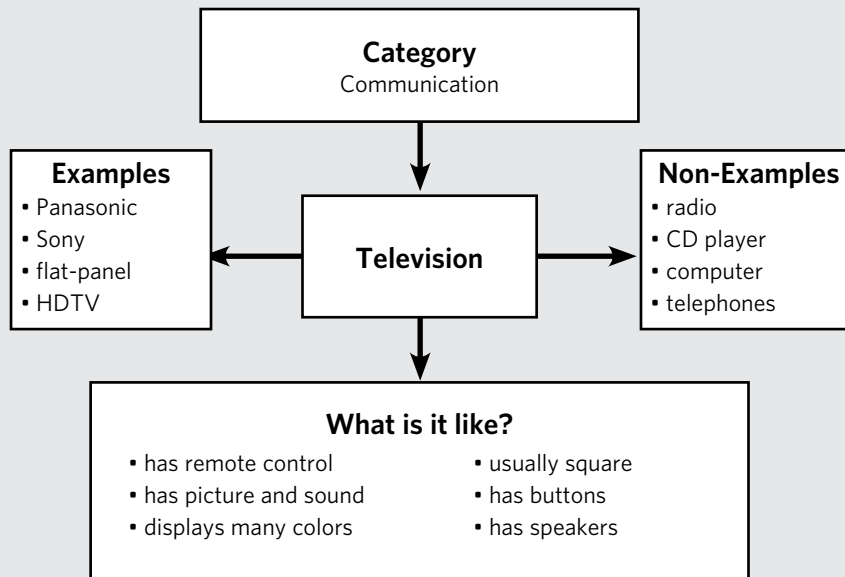 Category
Communication
Examples
• Panasonic
• Sony
• flat-panel
• HDTV
Television
Non-Examples
• radio
• CD player
• computer
• telephones
What is it like?
• has remote control
• has picture and sound
• displays many colors
• usually square
• has buttons
• has speakers